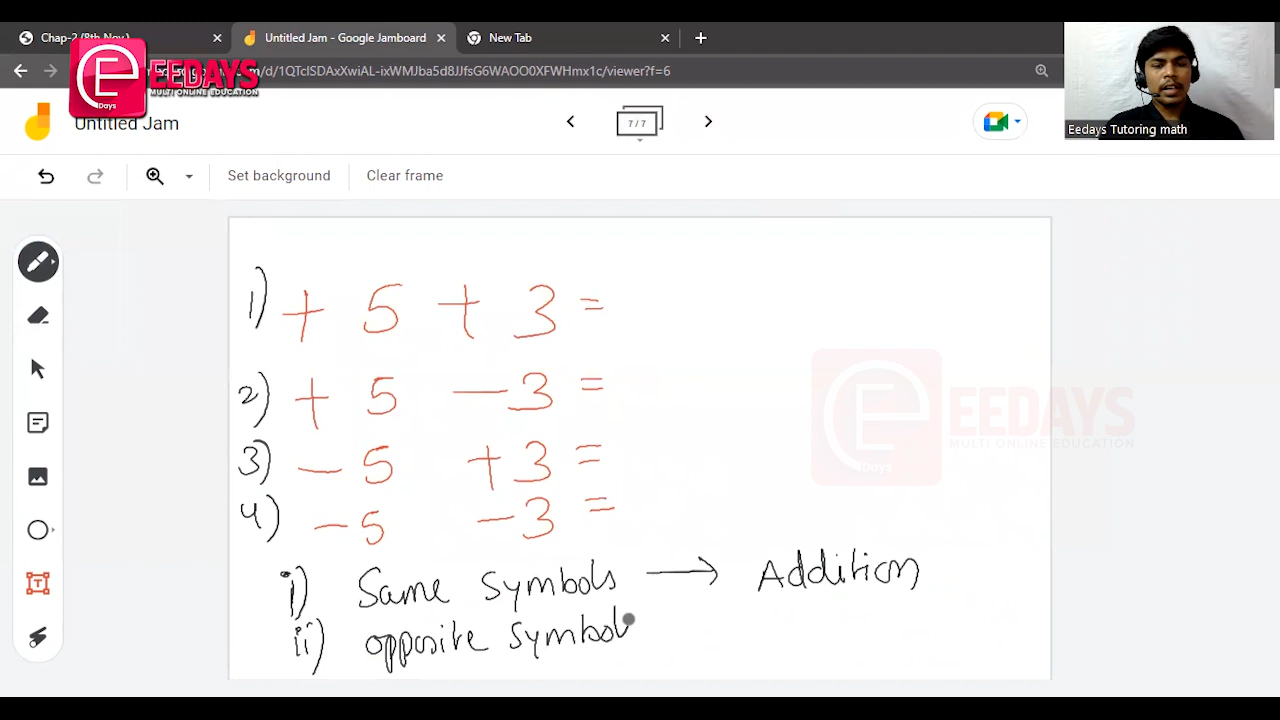 Chap-2 (8th Nov)
Untitled Jam - Google Jamboard
New Tab
/d/1QTclSDAxXwiAL-ixWMJba5d8JJfsG6WAOO0XFWHmx1c/viewer?f=6
e Days
EEDAYS
MULTI ONLINE EDUCATION
Untitled Jam
7 / 7
Eedays Tutoring math
Set background
Clear frame
1) + 5 + 3 =
2) + 5 - 3 =
3) - 5 + 3 =
4) - 5 - 3 =
e Days
EEDAYS
MULTI ONLINE EDUCATION
i) Same symbols → Addition
ii) opposite symbol